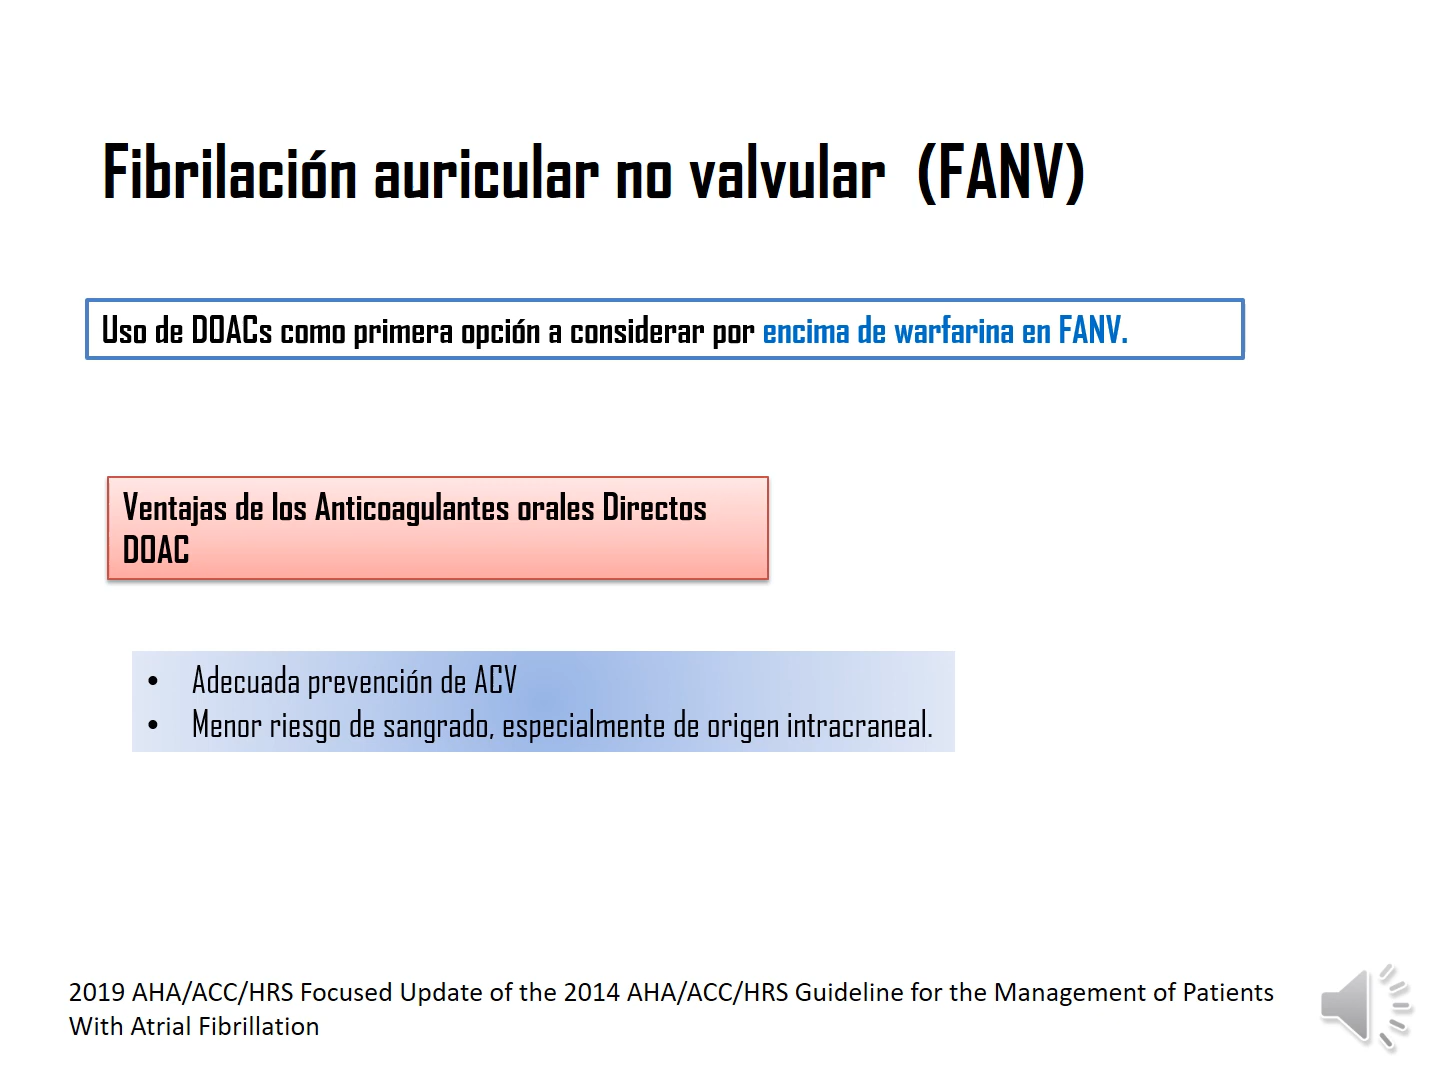 Fibrilación auricular no valvular (FANV)
Uso de DOACs como primera opción a considerar por encima de warfarina en FANV.
Ventajas de los Anticoagulantes orales Directos
DOAC
• Adecuada prevención de ACV
• Menor riesgo de sangrado, especialmente de origen intracraneal.
2019 AHA/ACC/HRS Focused Update of the 2014 AHA/ACC/HRS Guideline for the Management of Patients
With Atrial Fibrillation